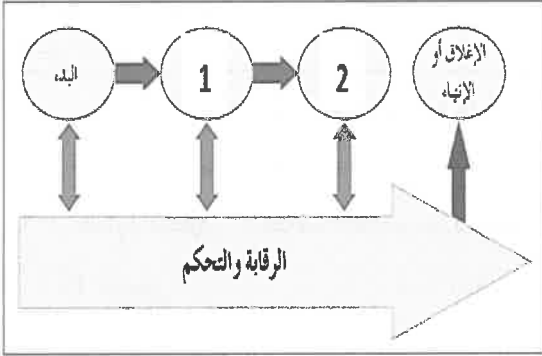 البدء
1
2
الإغلاق أو
الإنهاء
الرقابة والتحكم